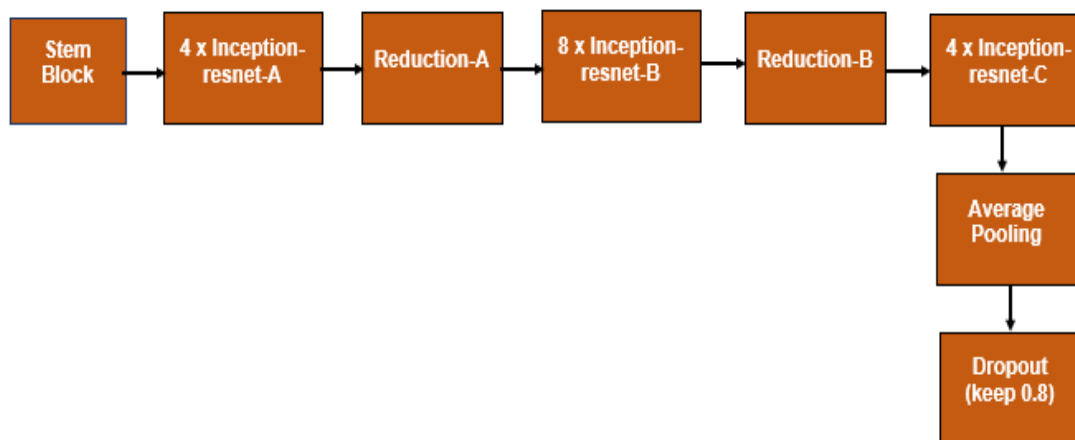 Stem
Block
4 x Inception-
resnet-A
Reduction-A
8 x Inception-
resnet-B
Reduction-B
4 x Inception-
resnet-C
Average
Pooling
Dropout
(keep 0.8)